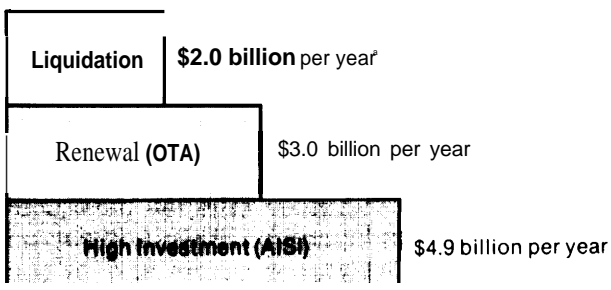 Liquidation $2.0 billion per yearª
Renewal (OTA) $3.0 billion per year
High Investment (AISI) $4.9 billion per year